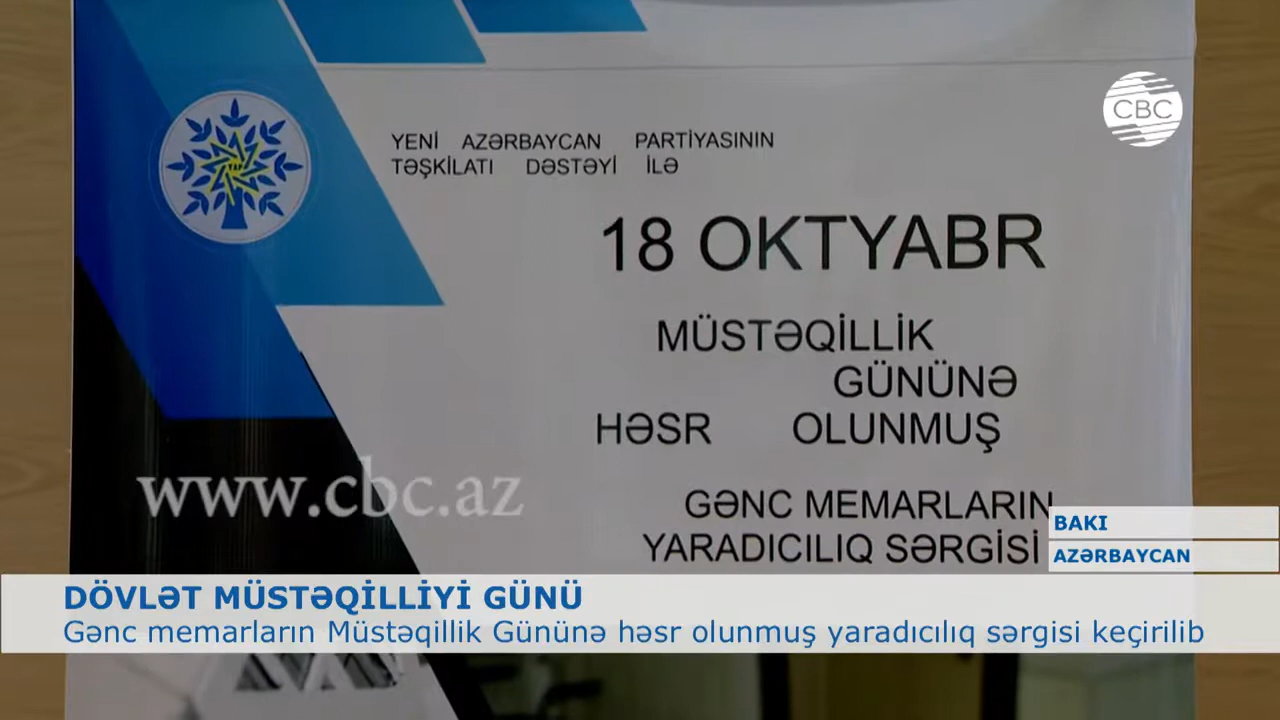 CBC
YENİ AZƏRBAYCAN PARTİYASININ
TƏŞKİLATI DƏSTƏYİ İLƏ
18 OKTYABR
MÜSTƏQİLLİK
GÜNÜNƏ
HƏSR OLUNMUŞ
GƏNC MEMARLARIN
YARADICILIQ SƏRGİSİ
www.cbc.az
BAKI
AZƏRBAYCAN
DÖVLƏT MÜSTƏQİLLİYİ GÜNÜ
Gənc memarların Müstəqillik Gününə həsr olunmuş yaradıcılıq sərgisi keçirilib